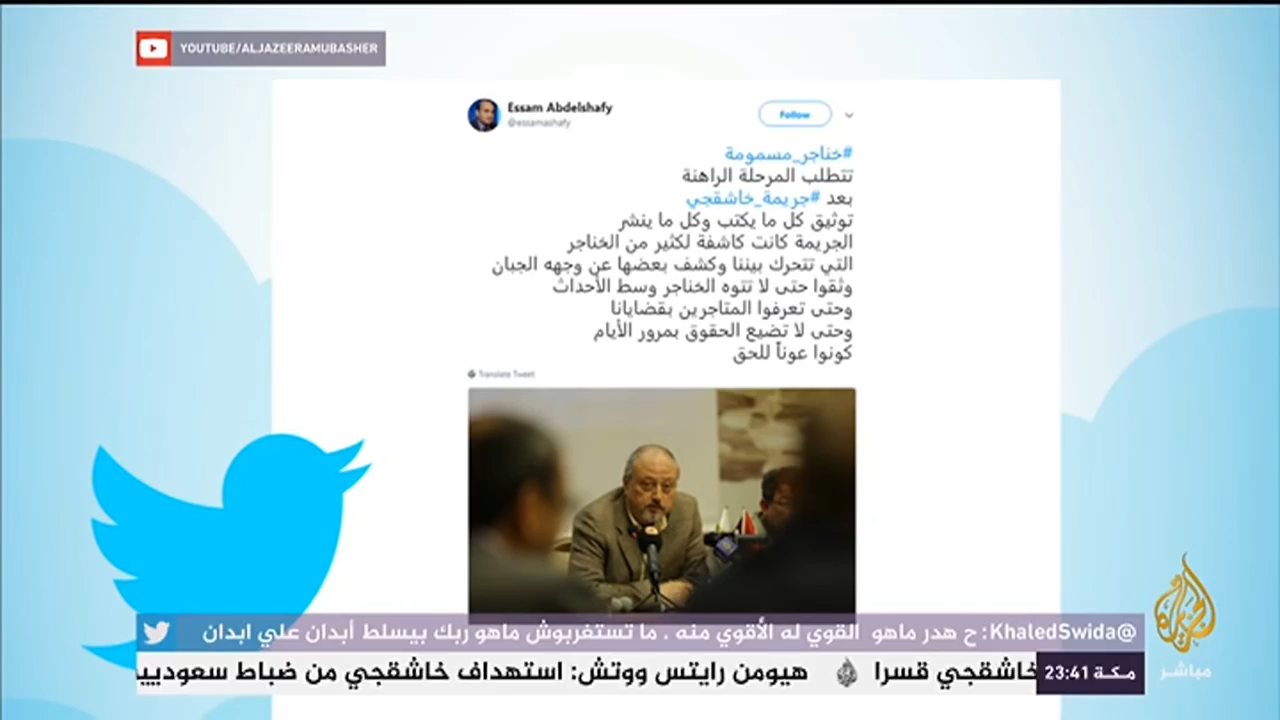 YOUTUBE/ALJAZEERAMUBASHER
Essam Abdelshafy
@essamashafy
Follow
#خناجر_مسمومة
تتطلب المرحلة الراهنة
بعد #جريمة_خاشقجي
توثيق كل ما يكتب وكل ما ينشر
الجريمة كانت كاشفة لكثير من الخناجر
التي تتحرك بيننا وكشف بعضها عن وجهه الجبان
وثقوا حتى لا تتوه الخناجر وسط الأحداث
وحتى تعرفوا المتاجرين بقضايانا
وحتى لا تضيع الحقوق بمرور الأيام
كونوا عوناً للحق
Translate Tweet
@KhaledSwida: ح هدر ماهو القوي له الأقوي منه . ما تستغربوش ماهو ربك بيسلط أبدان علي ابدان
مكة 23:41
خاشقجي قسرا هيومن رايتس ووتش: استهداف خاشقجي من ضباط سعوديي
الجزيرة
مباشر